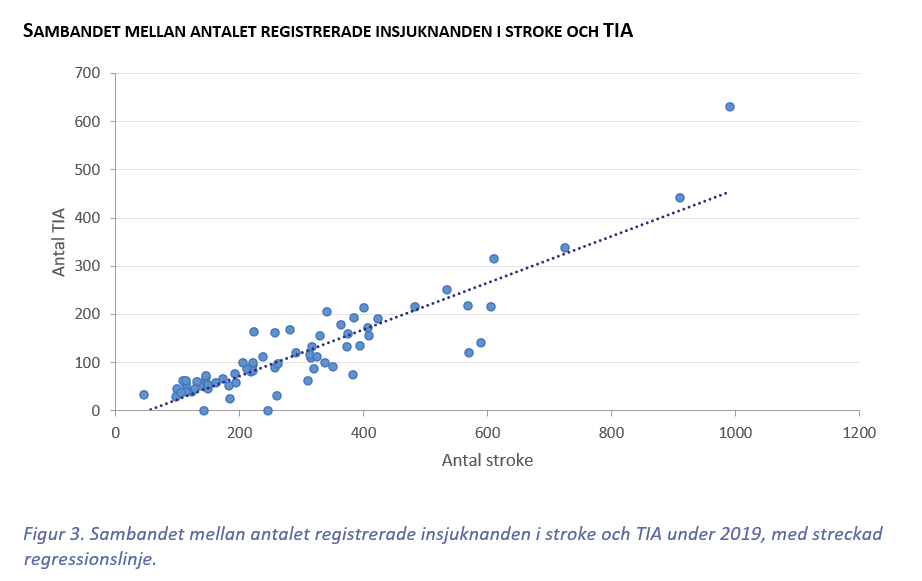 SAMBANDET MELLAN ANTALET REGISTRERADE INSJUKNANDEN I STROKE OCH TIA
700
600
500
400
300
200
100
0
Antal TIA
0 200 400 600 800 1000 1200
Antal stroke
Figur 3. Sambandet mellan antalet registrerade insjuknanden i stroke och TIA under 2019, med streckad
regressionslinje.